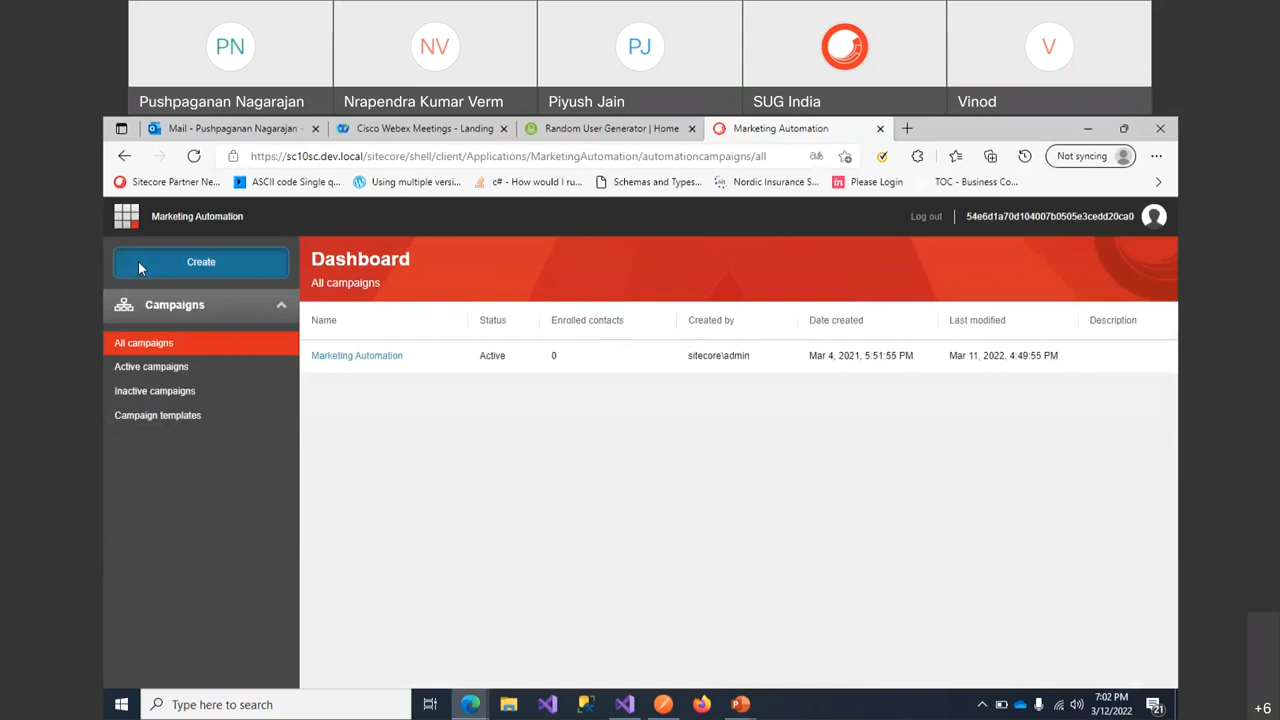 PN
NV
PJ
V
Pushpaganan Nagarajan
Nrapendra Kumar Verm
Piyush Jain
SUG India
Vinod
Mail - Pushpaganan Nagarajan -
Cisco Webex Meetings - Landing
Random User Generator | Home
Marketing Automation
https://sc10sc.dev.local/sitecore/shell/client/Applications/MarketingAutomation/automationcampaigns/all
Not syncing
Sitecore Partner Ne...
ASCII code Single q...
Using multiple versi...
c# - How would I ru...
Schemas and Types...
Nordic Insurance S...
Please Login
TOC - Business Co...
Marketing Automation
Log out
54e6d1a70d104007b0505e3cedd20ca0
Create
Dashboard
All campaigns
Campaigns
Name
Status
Enrolled contacts
Created by
Date created
Last modified
Description
All campaigns
Marketing Automation
Active
0
sitecore\admin
Mar 4, 2021, 5:51:55 PM
Mar 11, 2022, 4:49:55 PM
Active campaigns
Inactive campaigns
Campaign templates
Type here to search
7:02 PM
3/12/2022
21
+6